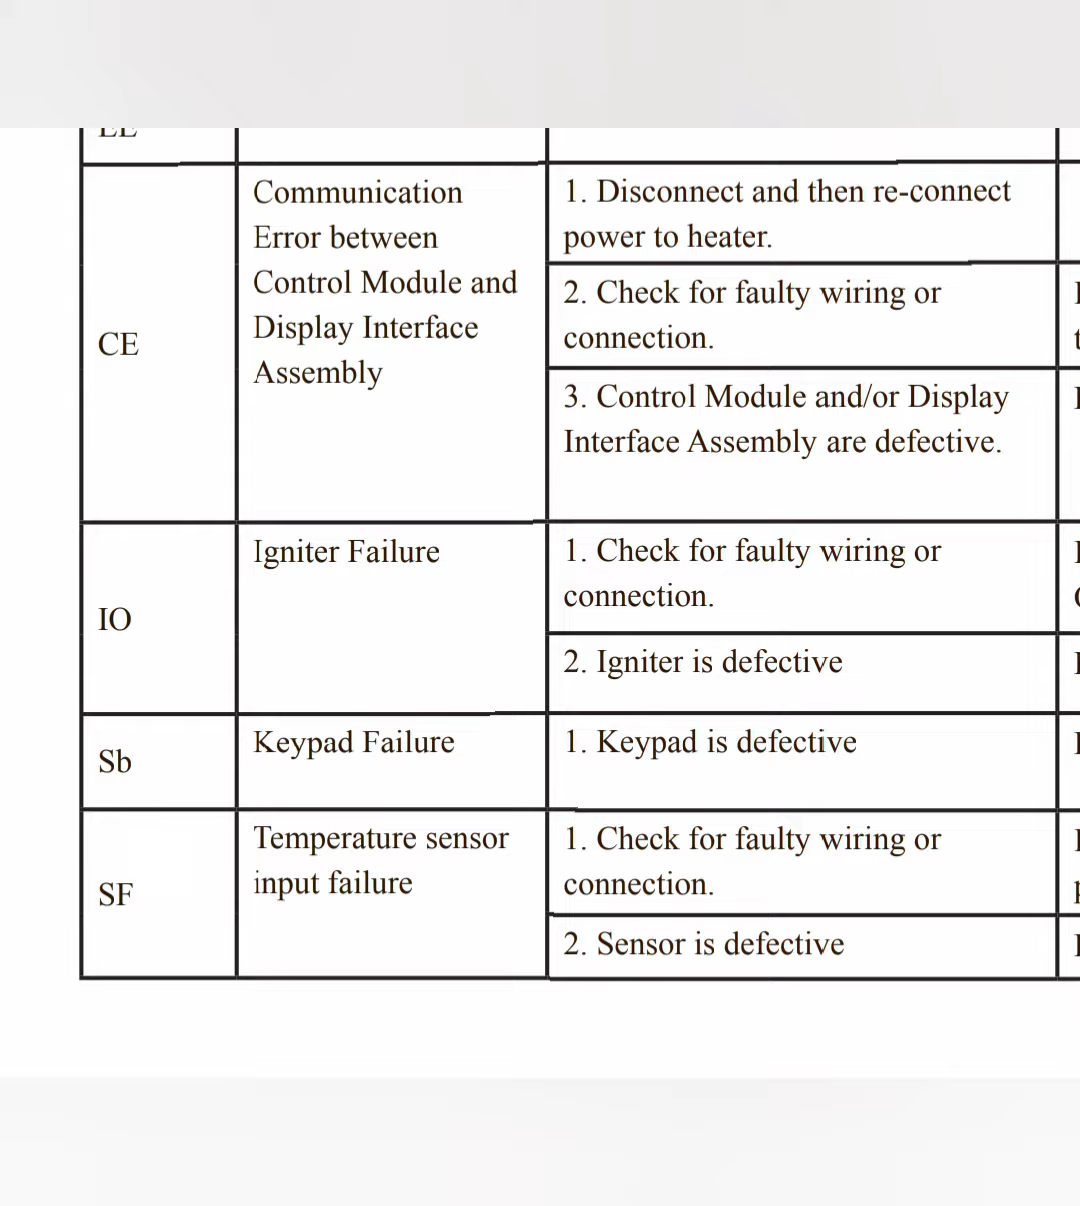 CE
Communication
Error between
Control Module and
Display Interface
Assembly
1. Disconnect and then re-connect
power to heater.
2. Check for faulty wiring or
connection.
3. Control Module and/or Display
Interface Assembly are defective.
IO
Igniter Failure
1. Check for faulty wiring or
connection.
2. Igniter is defective
Sb
Keypad Failure
1. Keypad is defective
SF
Temperature sensor
input failure
1. Check for faulty wiring or
connection.
2. Sensor is defective